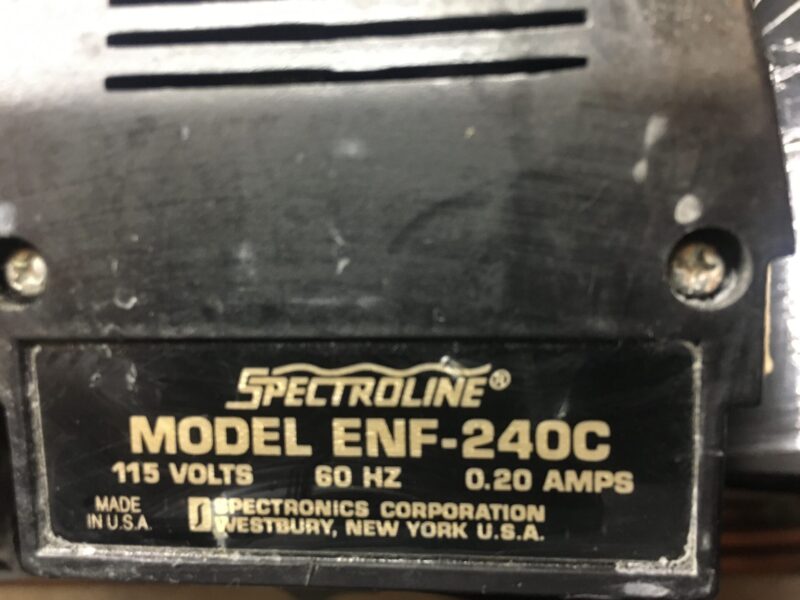 SPECTROLINE®
MODEL ENF-240C
115 VOLTS 60 HZ 0.20 AMPS
MADE IN U.S.A.
SPECTRONICS CORPORATION
WESTBURY, NEW YORK U.S.A.